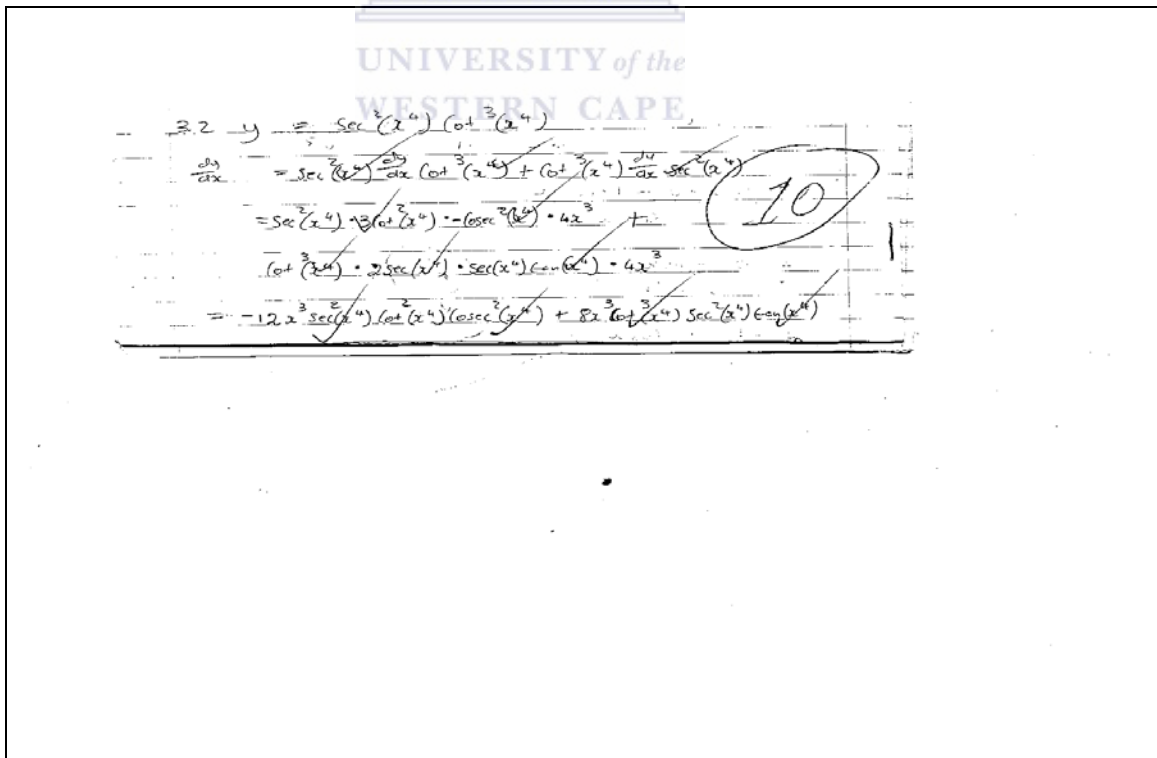 UNIVERSITY of the
WESTERN CAPE
3.2 y = sec²(x⁴) Cot³(x⁴)
dy/dx = sec²(x⁴) dy/dx Cot³(x⁴) + Cot³(x⁴) dy/dx sec²(x⁴)
10
= sec²(x⁴) · 3Cot²(x⁴) · -Cosec²(x⁴) · 4x³ +
Cot³(x⁴) · 2sec(x⁴) · sec(x⁴) tan(x⁴) · 4x³
= -12x³ sec²(x⁴) Cot²(x⁴) Cosec²(x⁴) + 8x³ Cot³(x⁴) sec²(x⁴) tan(x⁴)